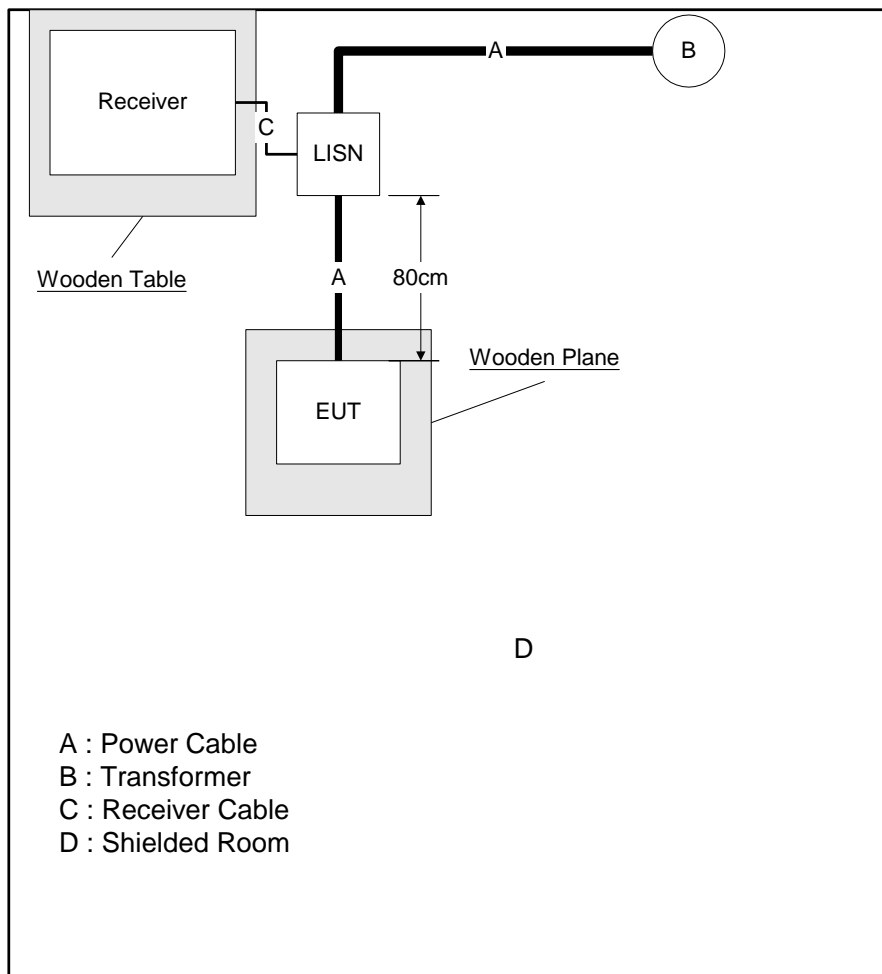 A
B
Receiver
C
LISN
Wooden Table
A
80cm
Wooden Plane
EUT
D
A : Power Cable
B : Transformer
C : Receiver Cable
D : Shielded Room